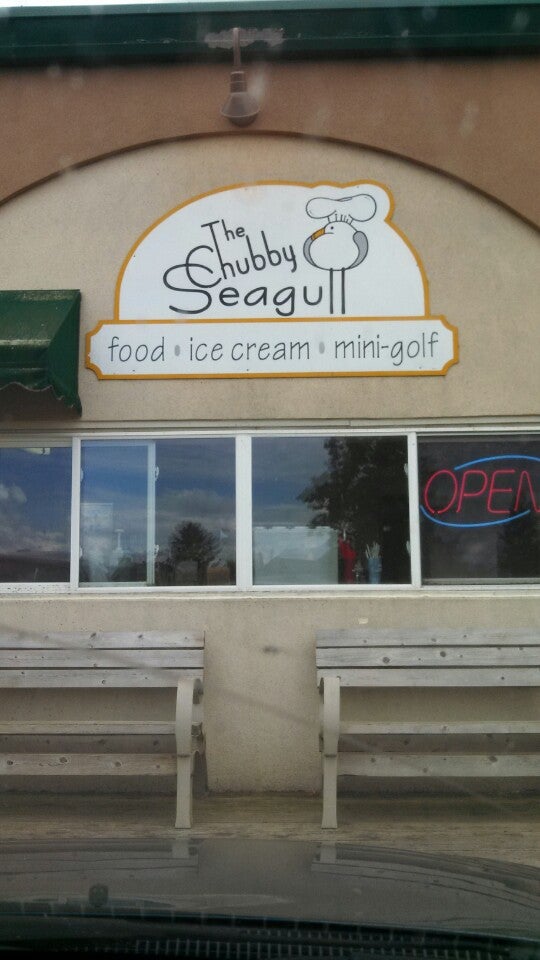 The
Chubby
Seagull
food • ice cream • mini-golf
OPEN